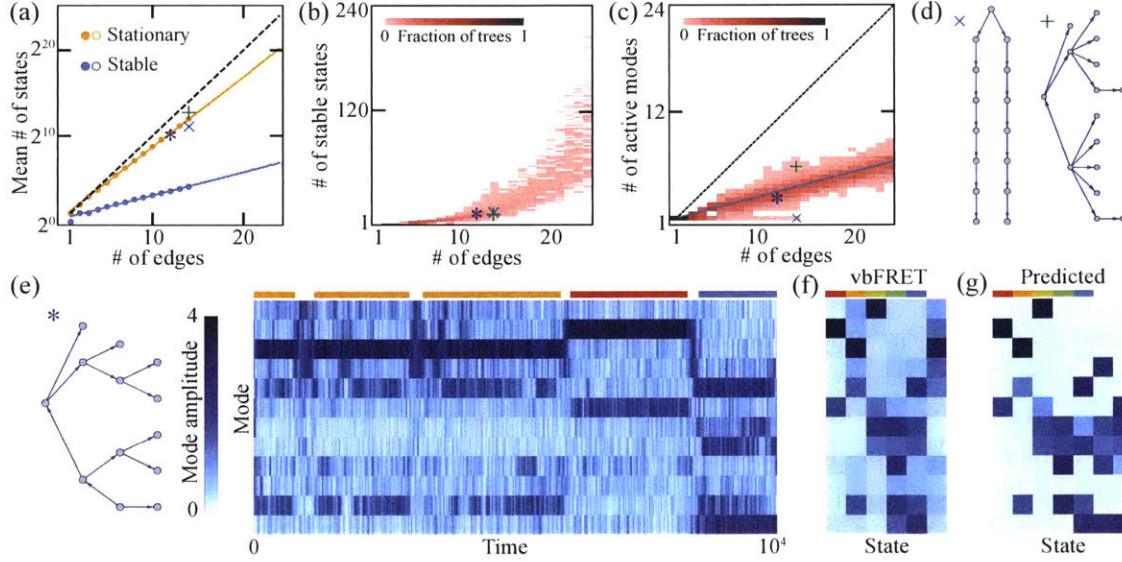 (a)
Mean # of states
2^20
2^10
2^0
Stationary
Stable
1 10 20
# of edges
(b)
# of stable states
240
120
1
0 Fraction of trees 1
1 10 20
# of edges
(c)
# of active modes
24
12
1
0 Fraction of trees 1
1 10 20
# of edges
(d)
× +
(e)
*
4
Mode amplitude
0
Mode
0 Time 10^4
(f) vbFRET
State
(g) Predicted
State